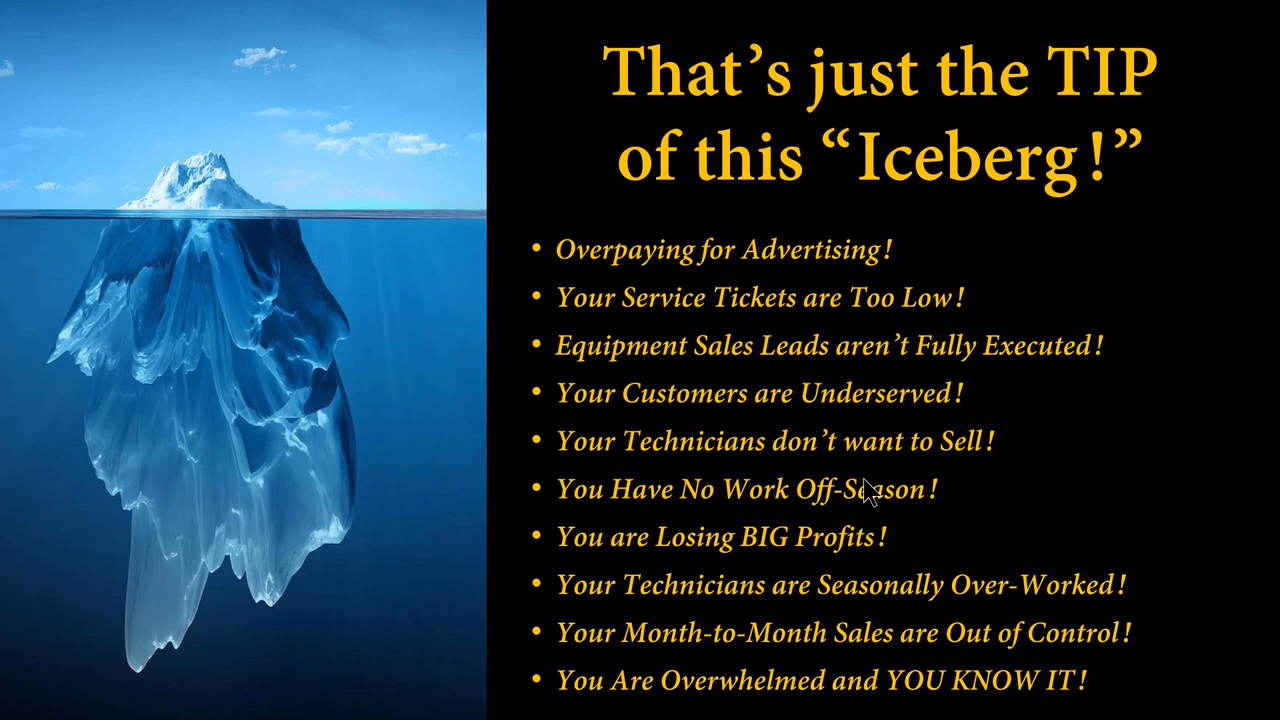 That’s just the TIP
of this “Iceberg!”
• Overpaying for Advertising!
• Your Service Tickets are Too Low!
• Equipment Sales Leads aren’t Fully Executed!
• Your Customers are Underserved!
• Your Technicians don’t want to Sell!
• You Have No Work Off-Season!
• You are Losing BIG Profits!
• Your Technicians are Seasonally Over-Worked!
• Your Month-to-Month Sales are Out of Control!
• You Are Overwhelmed and YOU KNOW IT!